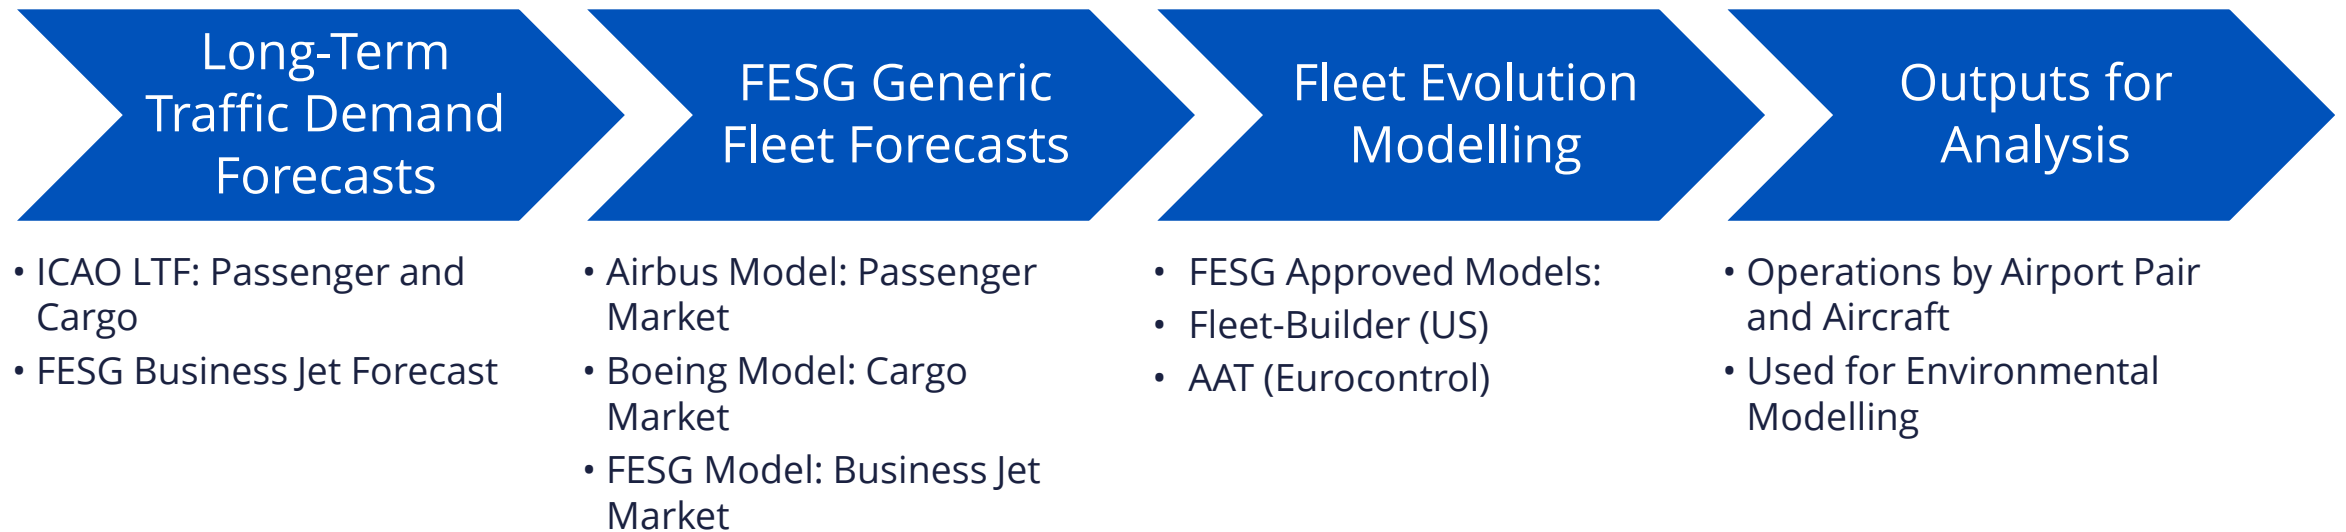 Long-Term
Traffic Demand
Forecasts
• ICAO LTF: Passenger and
Cargo
• FESG Business Jet Forecast
FESG Generic
Fleet Forecasts
• Airbus Model: Passenger
Market
• Boeing Model: Cargo
Market
• FESG Model: Business Jet
Market
Fleet Evolution
Modelling
• FESG Approved Models:
• Fleet-Builder (US)
• AAT (Eurocontrol)
Outputs for
Analysis
• Operations by Airport Pair
and Aircraft
• Used for Environmental
Modelling